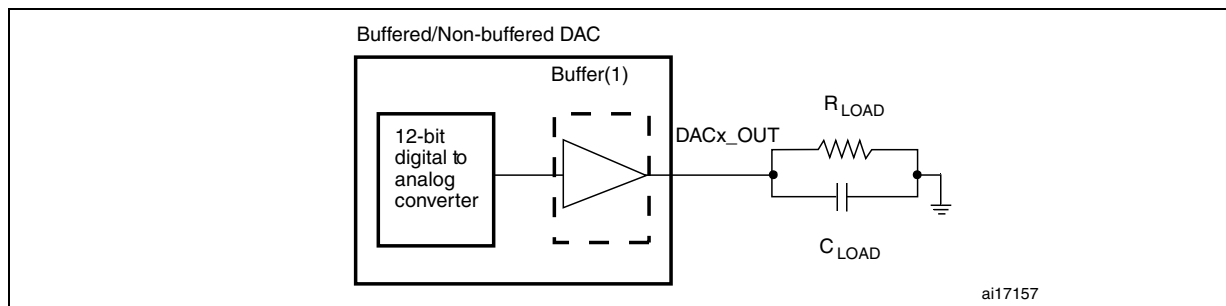 Buffered/Non-buffered DAC
Buffer(1)
12-bit
digital to
analog
converter
DACx_OUT
R LOAD
C LOAD
ai17157